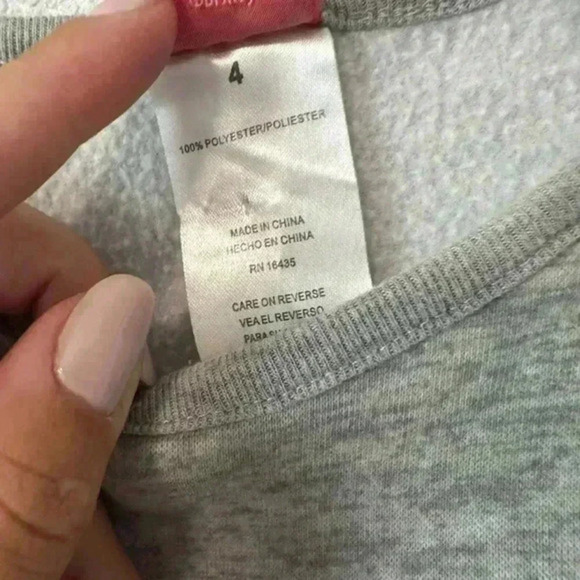 4
100% POLYESTER/POLIESTER
MADE IN CHINA
HECHO EN CHINA
RN 16435
CARE ON REVERSE
VEA EL REVERSO